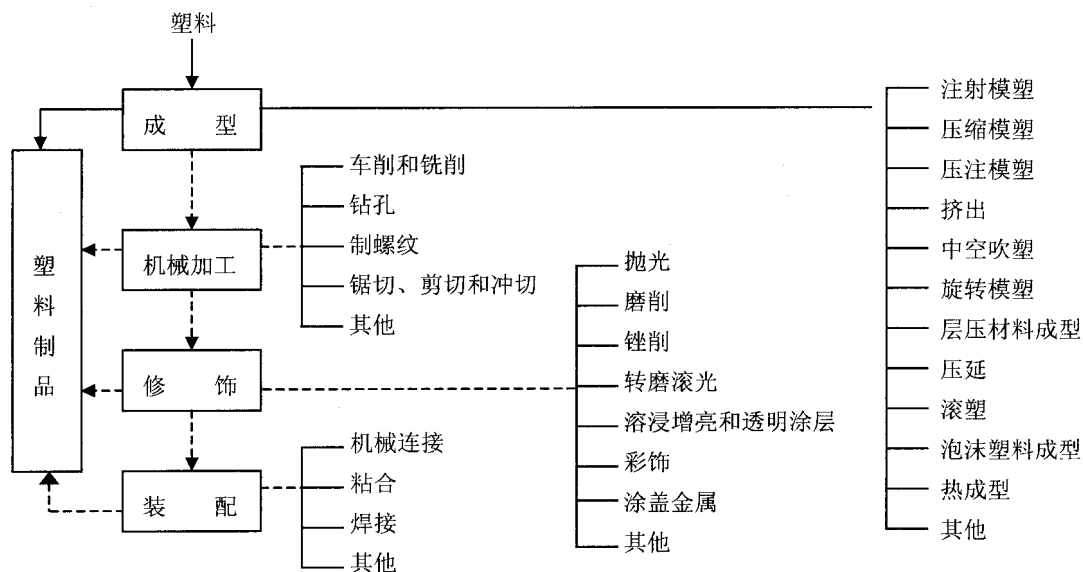 塑料
成型
塑料制品
机械加工
修饰
装配
车削和铣削
钻孔
制螺纹
锯切、剪切和冲切
其他
机械连接
粘合
焊接
其他
抛光
磨削
锉削
转磨滚光
溶浸增亮和透明涂层
彩饰
涂盖金属
其他
注射模塑
压缩模塑
压注模塑
挤出
中空吹塑
旋转模塑
层压材料成型
压延
滚塑
泡沫塑料成型
热成型
其他